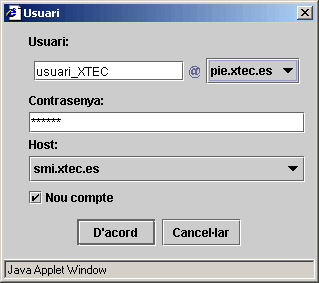 Usuari
Usuari:
usuari_XTEC @ pie.xtec.es
Contrasenya:
******
Host:
smi.xtec.es
Nou compte
D'acord Cancel·lar
Java Applet Window